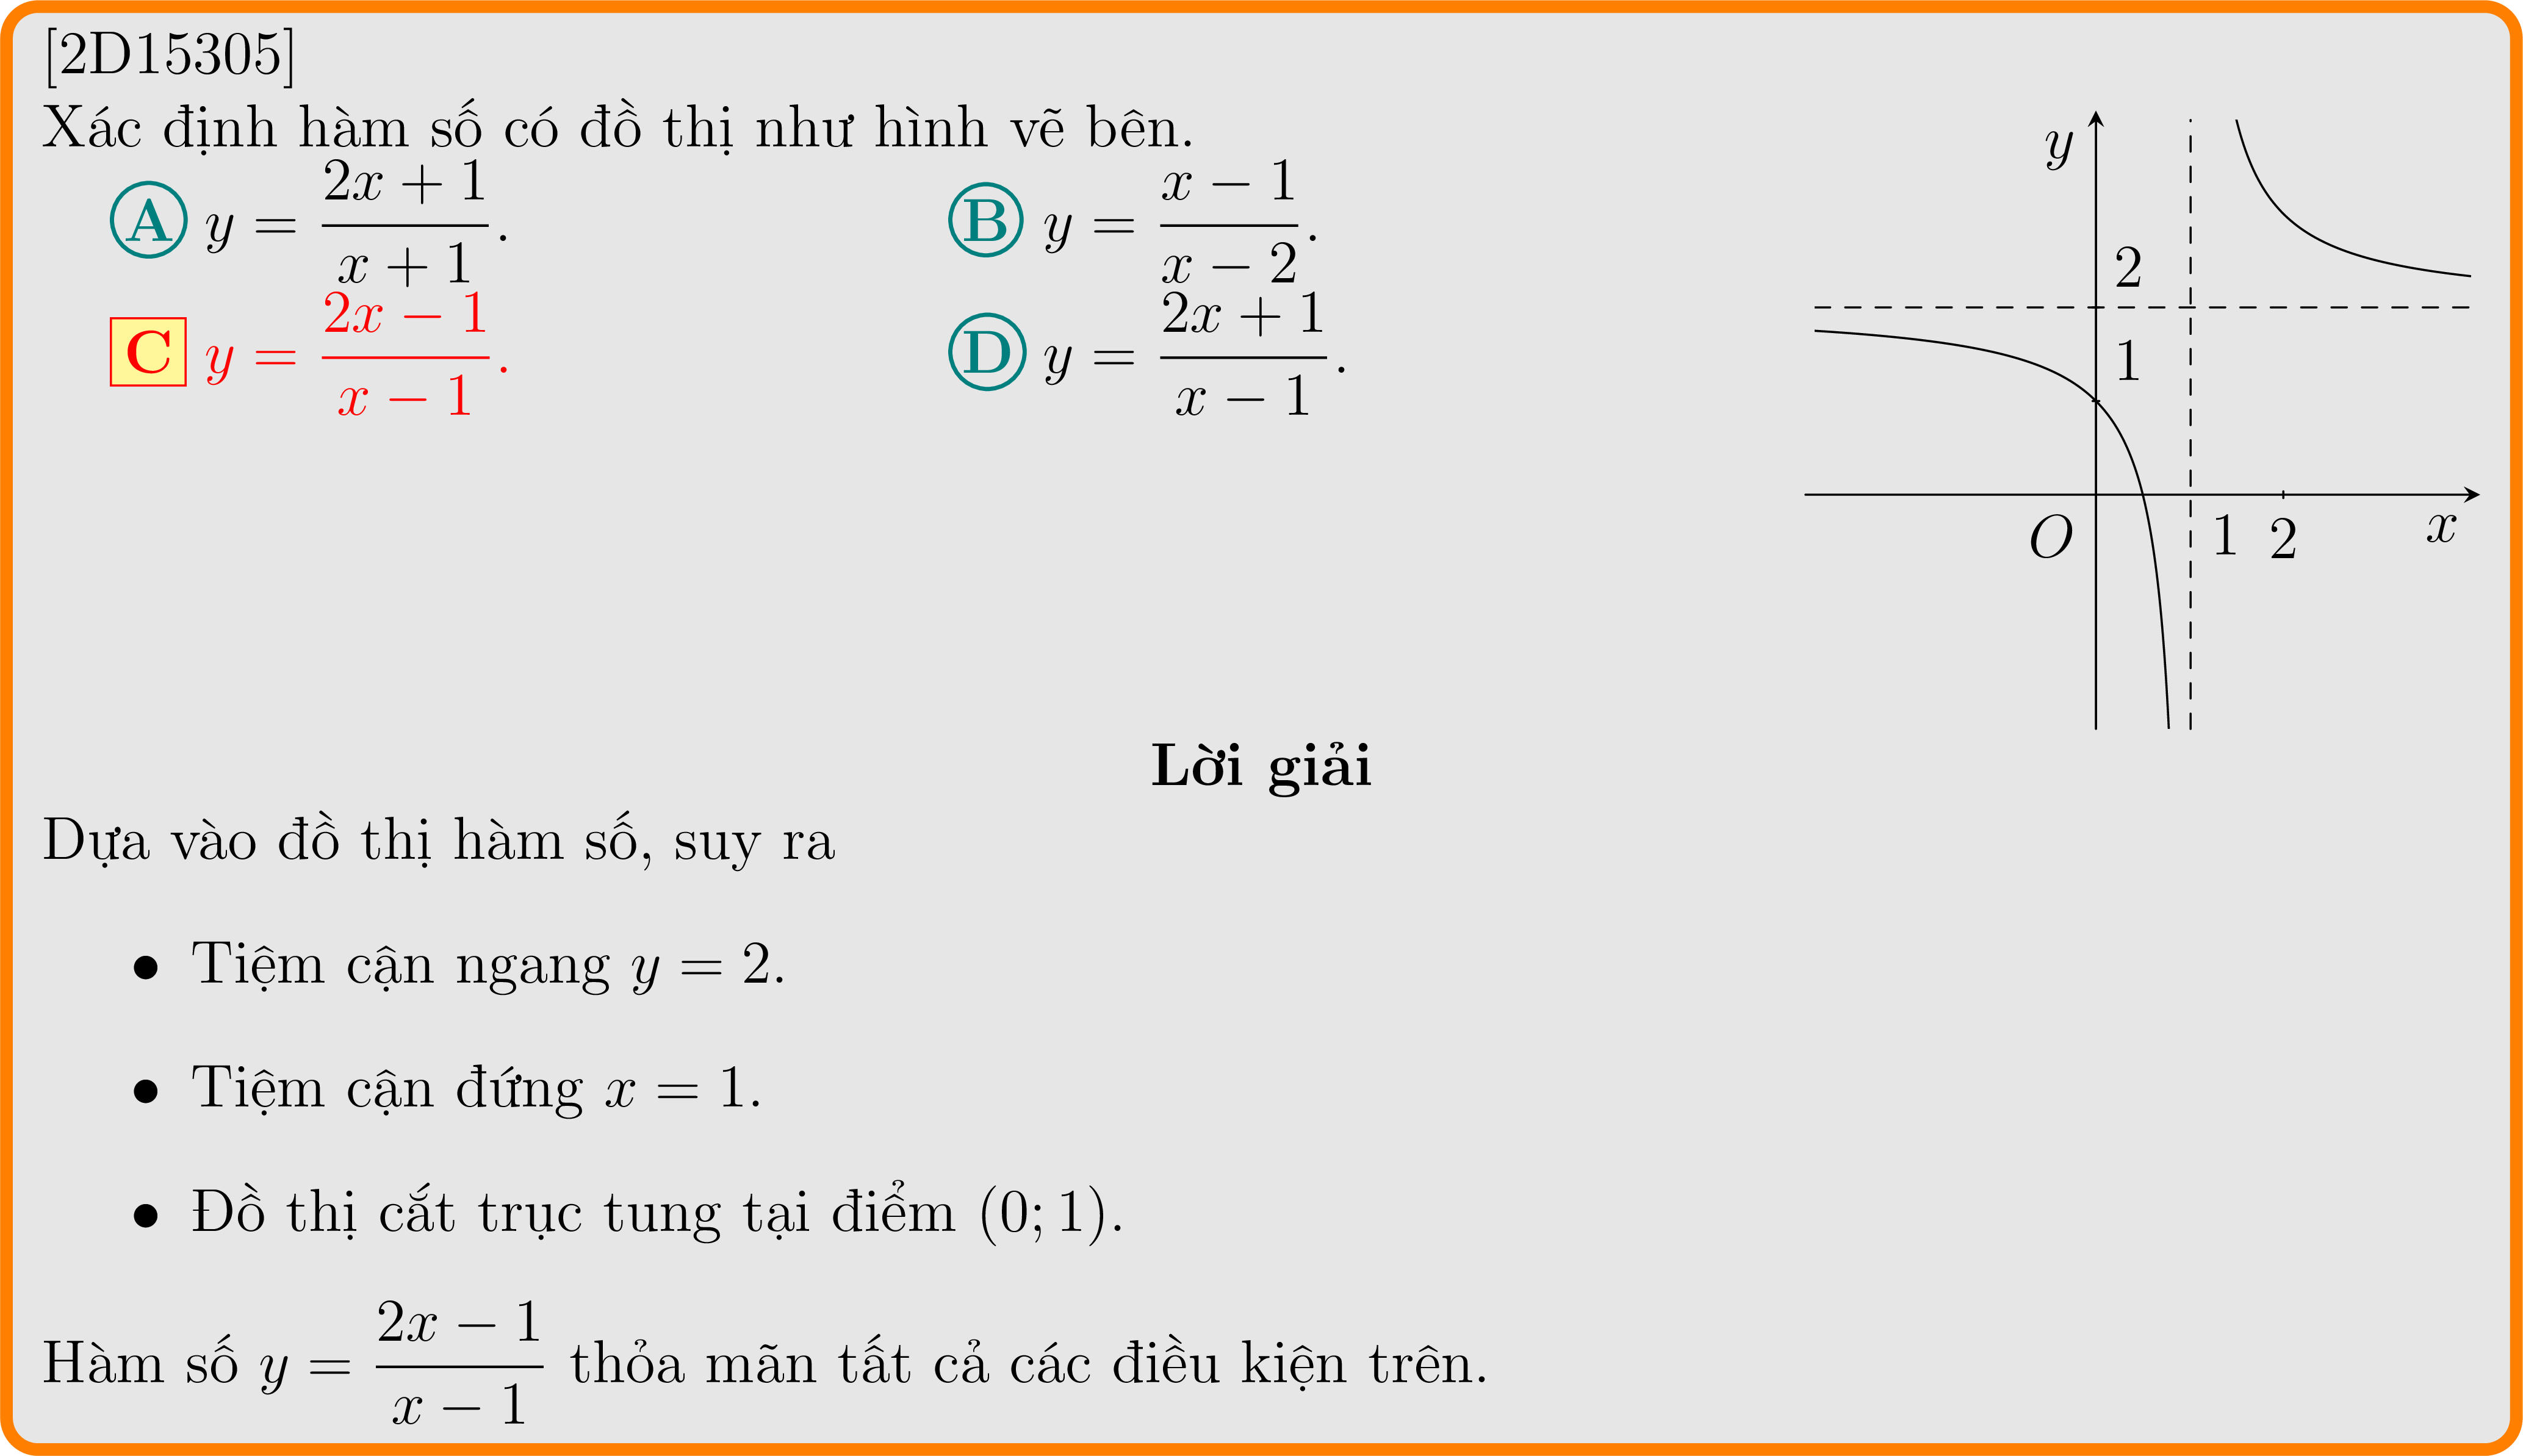 [2D15305]
Xác định hàm số có đồ thị như hình vẽ bên.
A y = \frac{2x + 1}{x + 1}. B y = \frac{x − 1}{x − 2}.
C y = \frac{2x − 1}{x − 1}. D y = \frac{2x + 1}{x − 1}.
y
2
1
O 1 2 x
Lời giải
Dựa vào đồ thị hàm số, suy ra
• Tiệm cận ngang y = 2.
• Tiệm cận đứng x = 1.
• Đồ thị cắt trục tung tại điểm (0; 1).
Hàm số y = \frac{2x − 1}{x − 1} thỏa mãn tất cả các điều kiện trên.